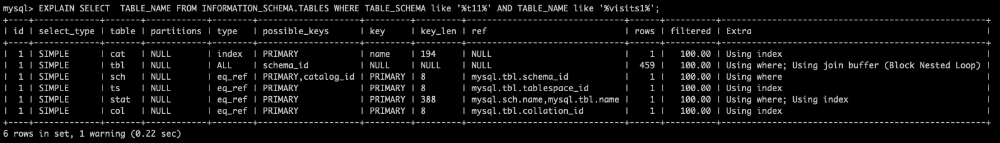 mysql> EXPLAIN SELECT  TABLE_NAME FROM INFORMATION_SCHEMA.TABLES WHERE TABLE_SCHEMA like '%t11%' AND TABLE_NAME like '%visits1%';
+----+-------------+-------+------------+--------+--------------------+---------+---------+-----------------------------+------+----------+----------------------------------------------------+
| id | select_type | table | partitions | type   | possible_keys      | key     | key_len | ref                         | rows | filtered | Extra                                              |
+----+-------------+-------+------------+--------+--------------------+---------+---------+-----------------------------+------+----------+----------------------------------------------------+
|  1 | SIMPLE      | cat   | NULL       | index  | PRIMARY            | name    | 194     | NULL                        |    1 |   100.00 | Using index                                        |
|  1 | SIMPLE      | tbl   | NULL       | ALL    | schema_id          | NULL    | NULL    | NULL                        |  459 |   100.00 | Using where; Using join buffer (Block Nested Loop) |
|  1 | SIMPLE      | sch   | NULL       | eq_ref | PRIMARY,catalog_id | PRIMARY | 8       | mysql.tbl.schema_id         |    1 |   100.00 | Using where                                        |
|  1 | SIMPLE      | ts    | NULL       | eq_ref | PRIMARY            | PRIMARY | 8       | mysql.tbl.tablespace_id     |    1 |   100.00 | Using index                                        |
|  1 | SIMPLE      | stat  | NULL       | eq_ref | PRIMARY            | PRIMARY | 388     | mysql.sch.name,mysql.tbl.name |    1 |   100.00 | Using where; Using index                           |
|  1 | SIMPLE      | col   | NULL       | eq_ref | PRIMARY            | PRIMARY | 8       | mysql.tbl.collation_id      |    1 |   100.00 | Using index                                        |
+----+-------------+-------+------------+--------+--------------------+---------+---------+-----------------------------+------+----------+----------------------------------------------------+
6 rows in set, 1 warning (0.22 sec)